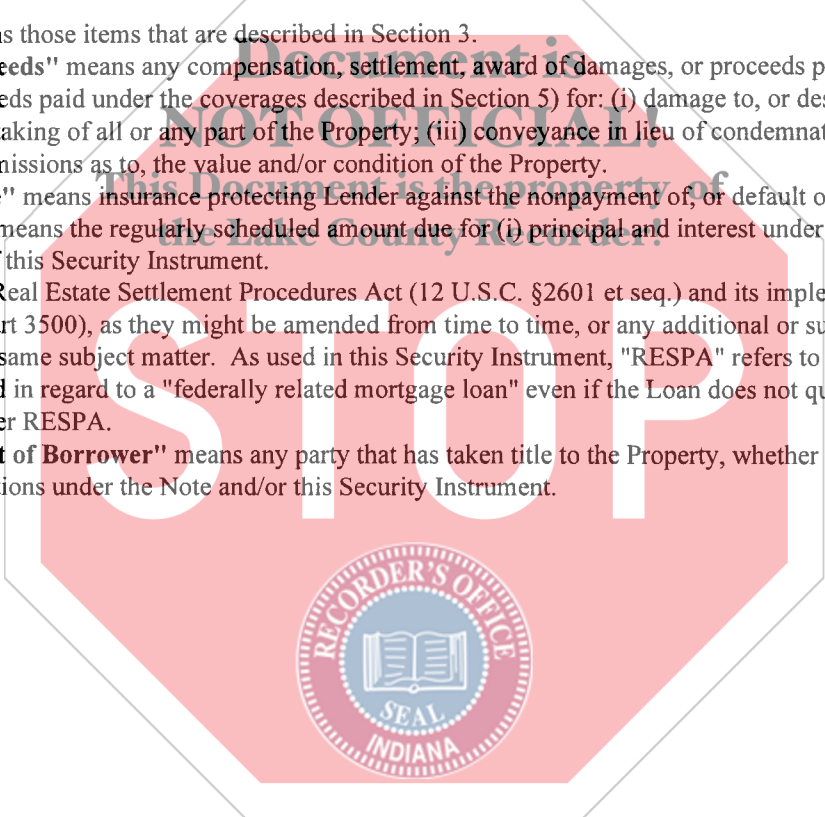 s those items that are described in Section 3.
eeds" means any compensation, settlement, award of damages, or proceeds p
eds paid under the coverages described in Section 5) for: (i) damage to, or des
aking of all or any part of the Property; (iii) conveyance in lieu of condemnat
missions as to, the value and/or condition of the Property.
e" means insurance protecting Lender against the nonpayment of, or default o
means the regularly scheduled amount due for (i) principal and interest under
this Security Instrument.
Real Estate Settlement Procedures Act (12 U.S.C. §2601 et seq.) and its imple
rt 3500), as they might be amended from time to time, or any additional or su
same subject matter. As used in this Security Instrument, "RESPA" refers to
d in regard to a "federally related mortgage loan" even if the Loan does not qu
er RESPA.
t of Borrower" means any party that has taken title to the Property, whether
tions under the Note and/or this Security Instrument.
Document is
NOT OFFICIAL!
This Document is the property of
the Lake County Recorder!
STOP
RECORDER'S OFFICE
SEAL
INDIANA